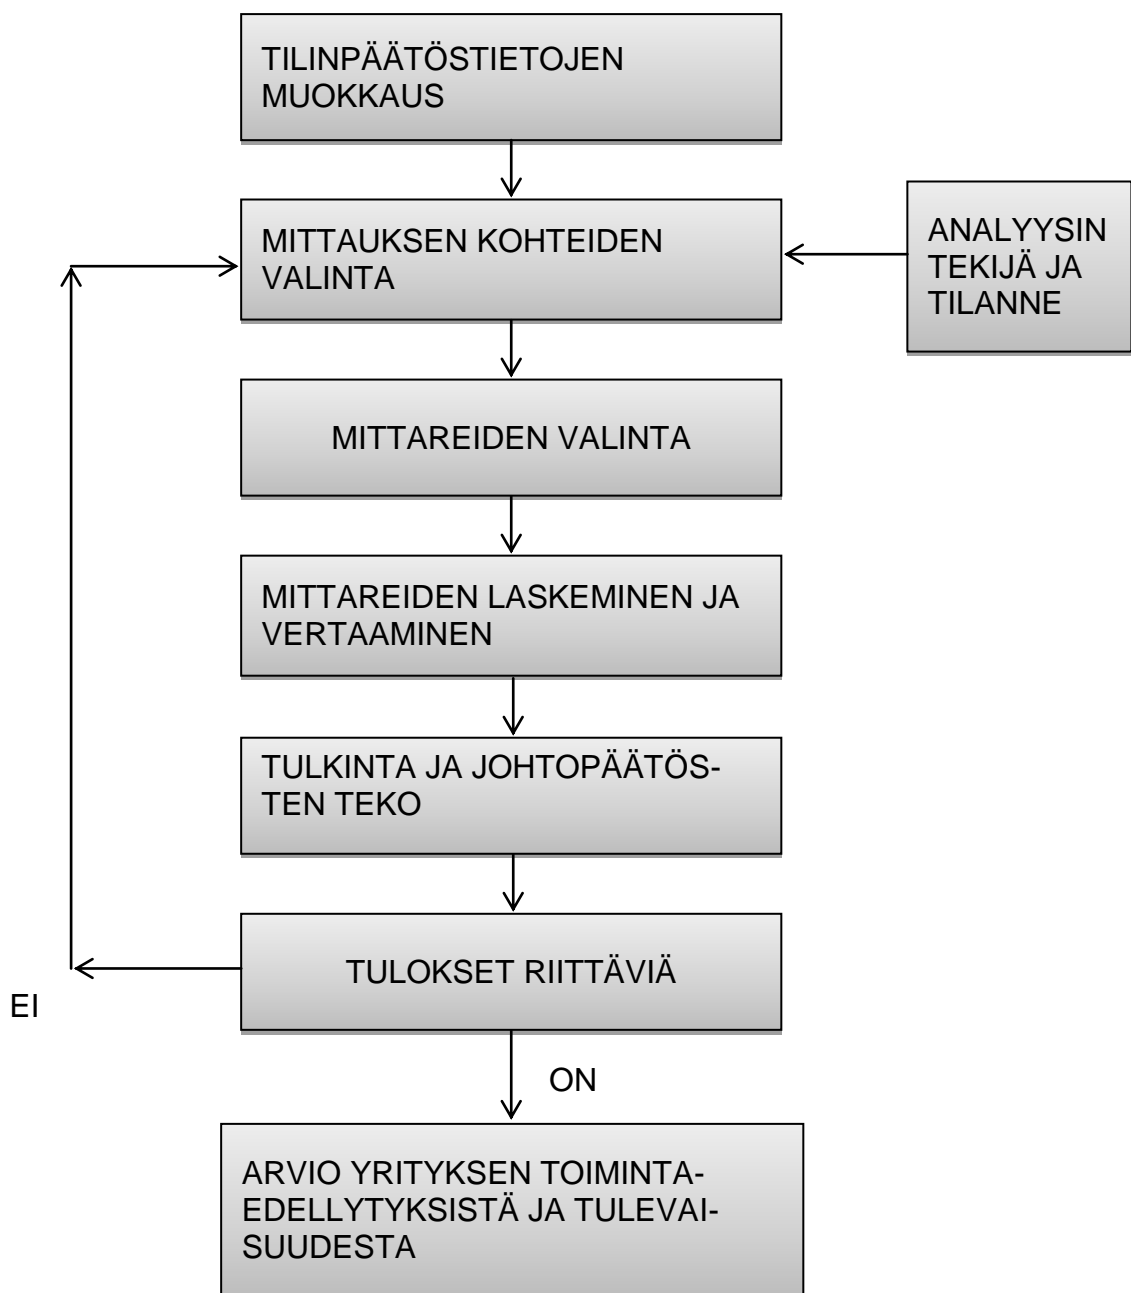 TILINPÄÄTÖSTIETOJEN
MUOKKAUS
MITTAUKSEN KOHTEIDEN
VALINTA
ANALYYSIN
TEKIJÄ JA
TILANNE
MITTAREIDEN VALINTA
MITTAREIDEN LASKEMINEN JA
VERTAAMINEN
TULKINTA JA JOHTOPÄÄTÖS-
TEN TEKO
TULOKSET RIITTÄVIÄ
EI
ON
ARVIO YRITYKSEN TOIMINTA-
EDELLYTYKSISTÄ JA TULEVAI-
SUUDESTA